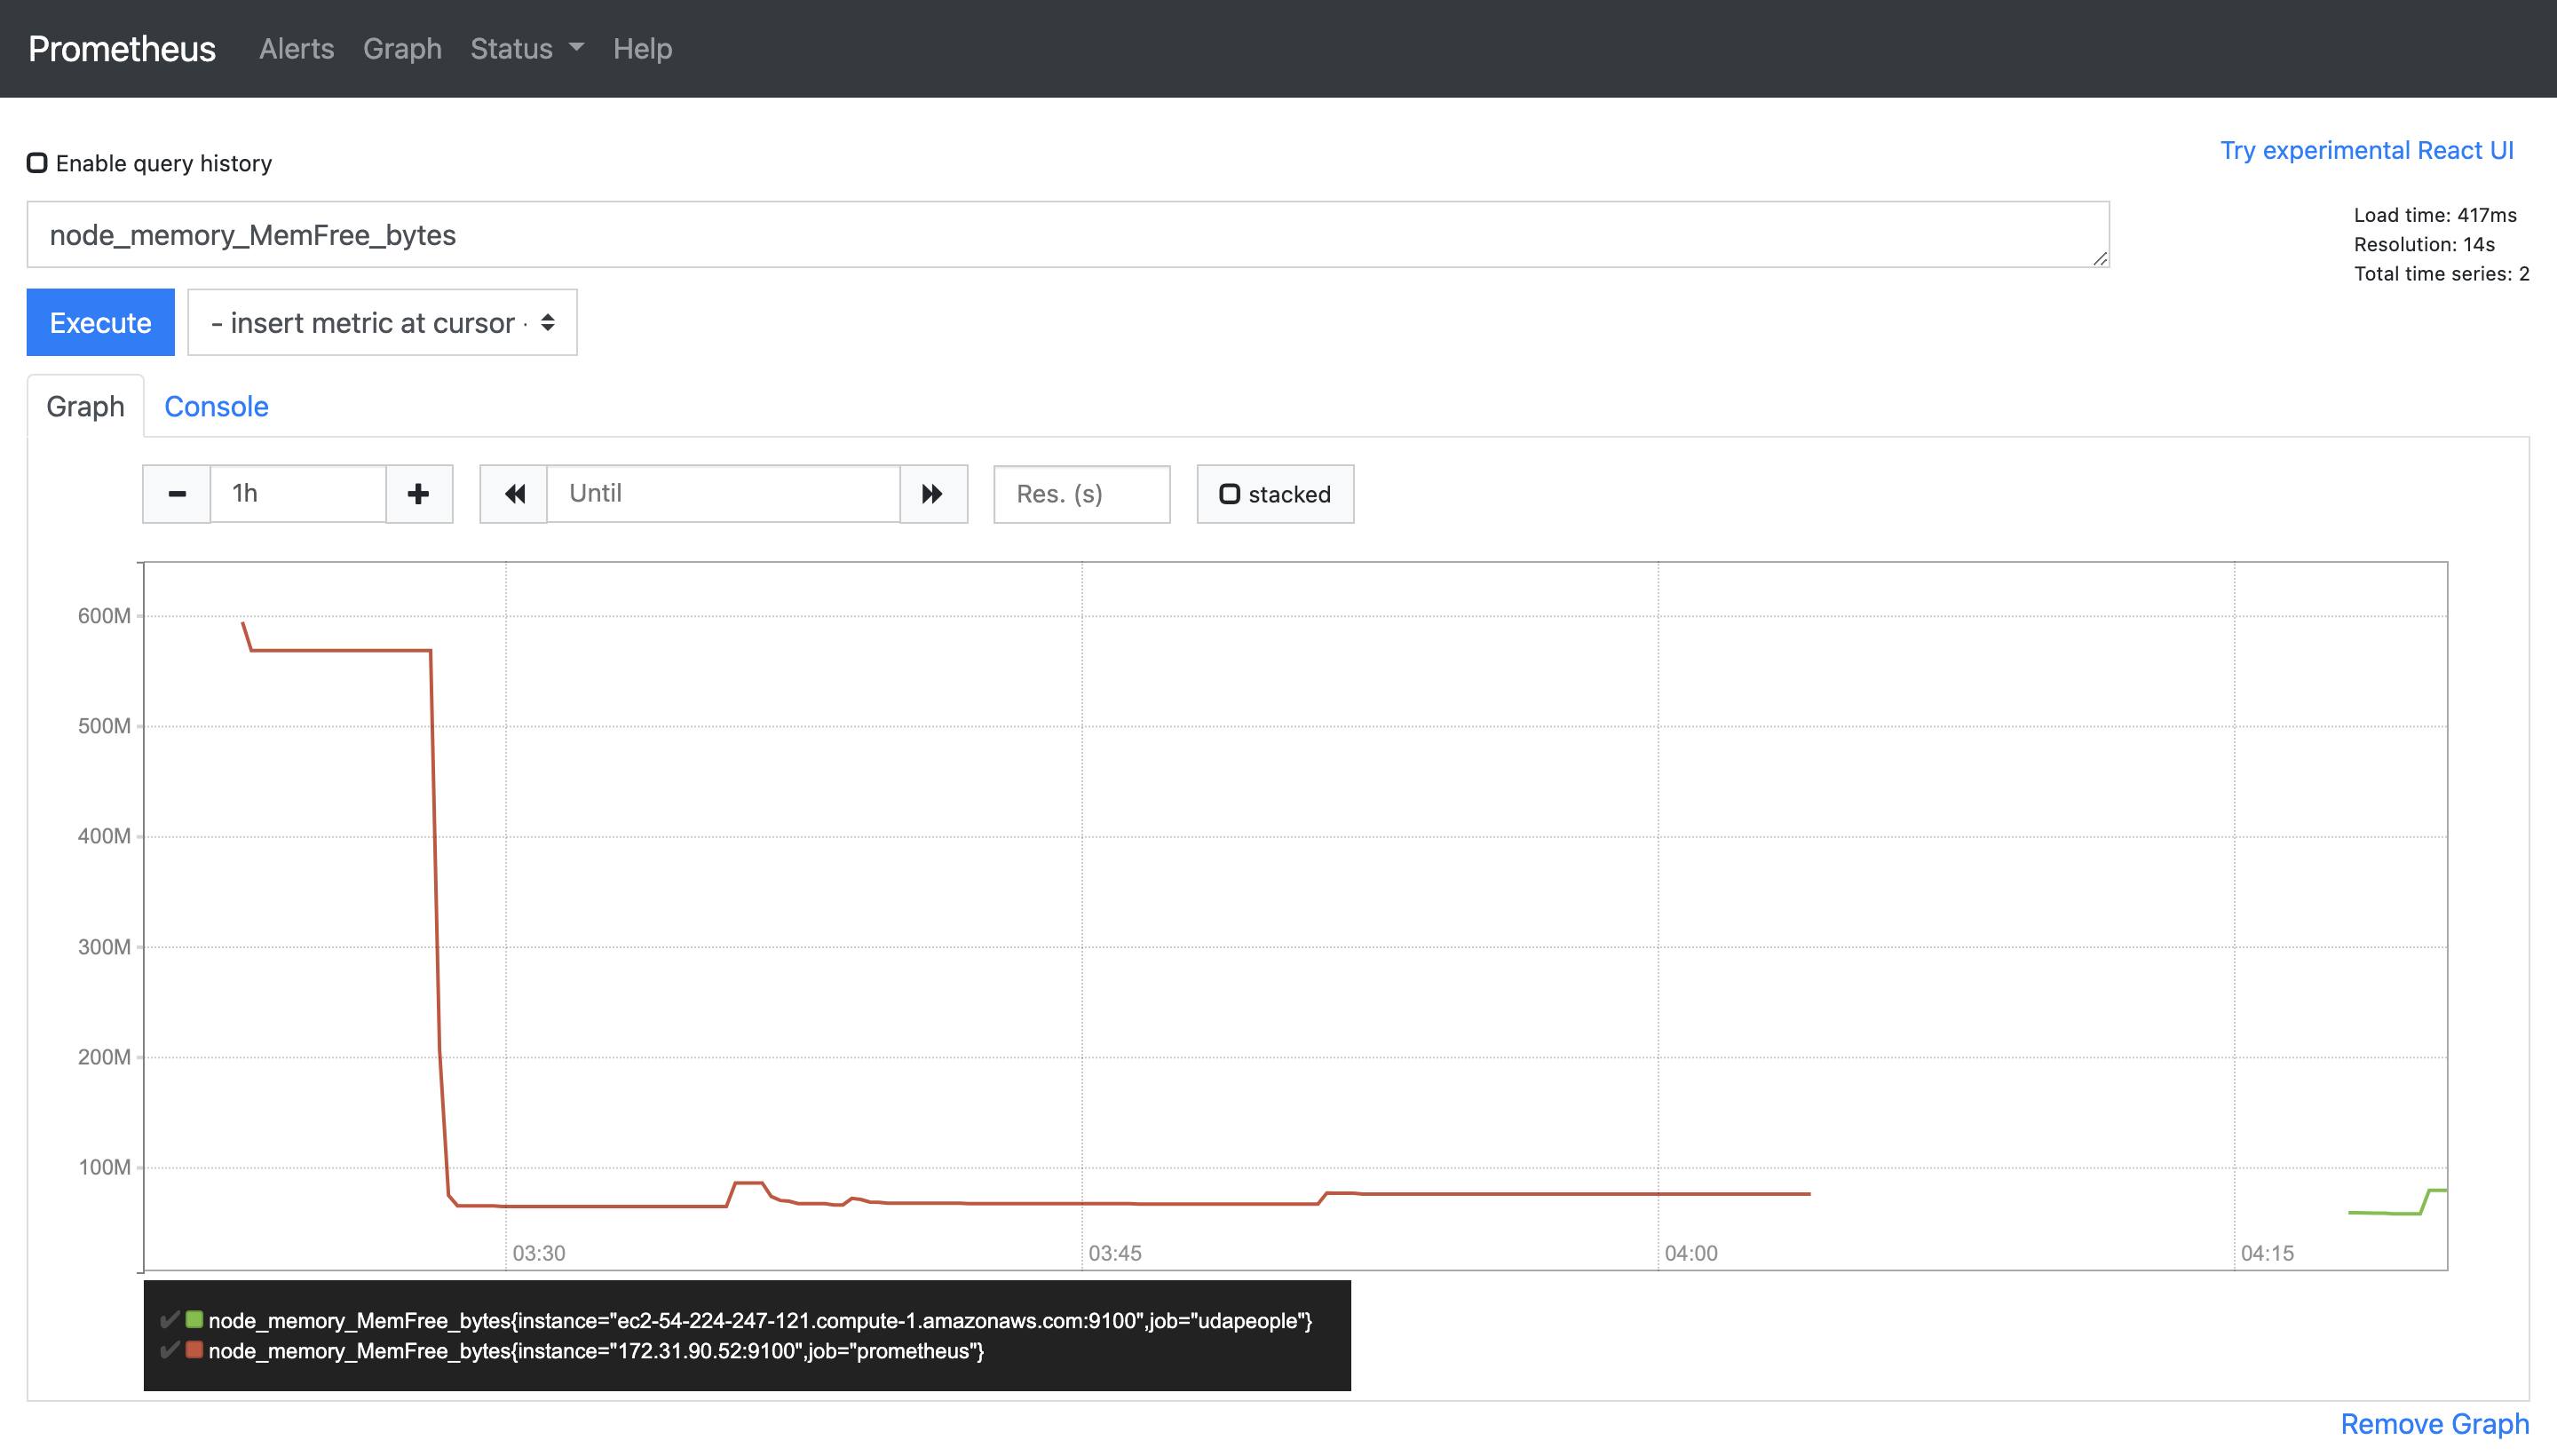 Prometheus Alerts Graph Status Help
Enable query history
Try experimental React UI
node_memory_MemFree_bytes
Load time: 417ms
Resolution: 14s
Total time series: 2
Execute
- insert metric at cursor -
Graph Console
1h
Until
Res. (s)
stacked
600M
500M
400M
300M
200M
100M
03:30 03:45 04:00 04:15
node_memory_MemFree_bytes{instance="ec2-54-224-247-121.compute-1.amazonaws.com:9100",job="udapeople"}
node_memory_MemFree_bytes{instance="172.31.90.52:9100",job="prometheus"}
Remove Graph